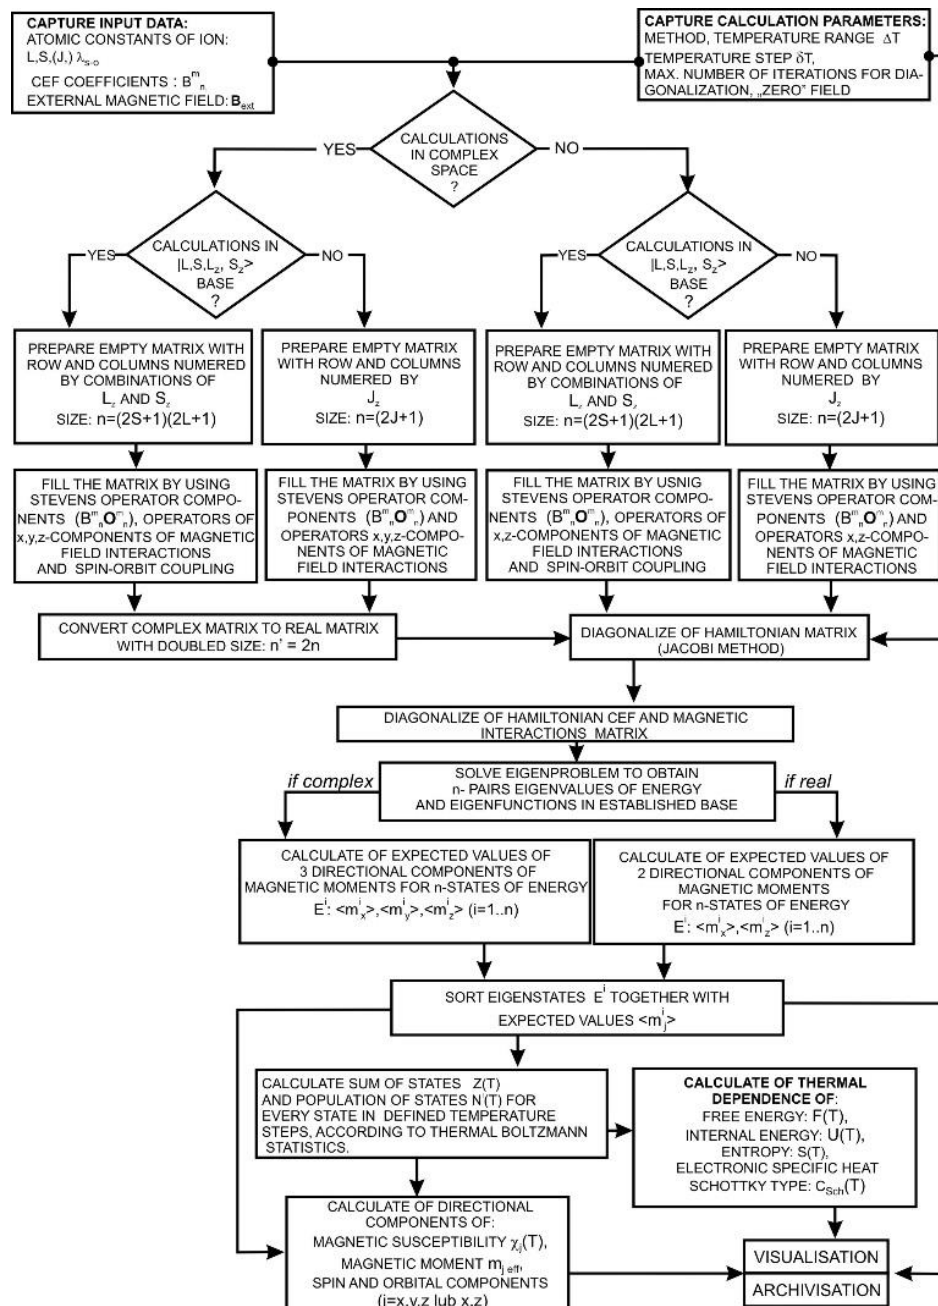 CAPTURE INPUT DATA:
ATOMIC CONSTANTS OF ION:
L,S,(J,) λs-o
CEF COEFFICIENTS : Bᵐₙ
EXTERNAL MAGNETIC FIELD: Bext
CAPTURE CALCULATION PARAMETERS:
METHOD, TEMPERATURE RANGE ΔT
TEMPERATURE STEP δT,
MAX. NUMBER OF ITERATIONS FOR DIA-
GONALIZATION, „ZERO” FIELD
YES
CALCULATIONS
IN COMPLEX
SPACE
?
NO
YES
CALCULATIONS IN
|L,S,Lz, Sz>
BASE
?
NO
YES
CALCULATIONS IN
|L,S,Lz, Sz>
BASE
?
NO
PREPARE EMPTY MATRIX WITH
ROW AND COLUMNS NUMERED
BY COMBINATIONS OF
Lz AND Sz
SIZE: n=(2S+1)(2L+1)
PREPARE EMPTY MATRIX
WITH ROW AND COLUMNS
NUMERED BY
Jz
SIZE: n=(2J+1)
PREPARE EMPTY MATRIX WITH
ROW AND COLUMNS NUMERED
BY COMBINATIONS OF
Lz AND Sz
SIZE: n=(2S+1)(2L+1)
PREPARE EMPTY MATRIX
WITH ROW AND COLUMNS
NUMERED BY
Jz
SIZE: n=(2J+1)
FILL THE MATRIX BY USING
STEVENS OPERATOR COMPO-
NENTS (BᵐₙOᵐₙ), OPERATORS OF
x,y,z-COMPONENTS OF MAGNETIC
FIELD INTERACTIONS
AND SPIN-ORBIT COUPLING
FILL THE MATRIX BY USING
STEVENS OPERATOR COM-
PONENTS (BᵐₙOᵐₙ) AND
OPERATORS x,y,z-COMPO-
NENTS OF MAGNETIC
FIELD INTERACTIONS
FILL THE MATRIX BY USNIG
STEVENS OPERATOR COMPO-
NENTS (BᵐₙOᵐₙ), OPERATORS OF
x,z-COMPONENTS OF MAGNETIC
FIELD INTERACTIONS
AND SPIN-ORBIT COUPLING
FILL THE MATRIX BY USING
STEVENS OPERATOR COM-
PONENTS (BᵐₙOᵐₙ) AND
OPERATORS x,z-COMPO-
NENTS OF MAGNETIC
FIELD INTERACTIONS
CONVERT COMPLEX MATRIX TO REAL MATRIX
WITH DOUBLED SIZE: n' = 2n
DIAGONALIZE OF HAMILTONIAN MATRIX
(JACOBI METHOD)
DIAGONALIZE OF HAMILTONIAN CEF AND MAGNETIC
INTERACTIONS MATRIX
if complex
SOLVE EIGENPROBLEM TO OBTAIN
n- PAIRS EIGENVALUES OF ENERGY
AND EIGENFUNCTIONS IN ESTABLISHED BASE
if real
CALCULATE OF EXPECTED VALUES OF
3 DIRECTIONAL COMPONENTS OF
MAGNETIC MOMENTS FOR n-STATES OF ENERGY
Eⁱ: <mⁱx>,<mⁱy>,<mⁱz> (i=1..n)
CALCULATE OF EXPECTED VALUES OF
2 DIRECTIONAL COMPONENTS OF
MAGNETIC MOMENTS
FOR n-STATES OF ENERGY
Eⁱ: <mⁱx>,<mⁱz> (i=1..n)
SORT EIGENSTATES Eⁱ TOGETHER WITH
EXPECTED VALUES <mⁱj>
CALCULATE SUM OF STATES Z(T)
AND POPULATION OF STATES N(T) FOR
EVERY STATE IN DEFINED TEMPERATURE
STEPS, ACCORDING TO THERMAL BOLTZMANN
STATISTICS.
CALCULATE OF THERMAL
DEPENDENCE OF:
FREE ENERGY: F(T),
INTERNAL ENERGY: U(T),
ENTROPY: S(T),
ELECTRONIC SPECIFIC HEAT
SCHOTTKY TYPE: CSch(T)
CALCULATE OF DIRECTIONAL
COMPONENTS OF:
MAGNETIC SUSCEPTIBILITY χj(T),
MAGNETIC MOMENT mj eff,
SPIN AND ORBITAL COMPONENTS
(j=x,y,z lub x,z)
VISUALISATION
ARCHIVISATION